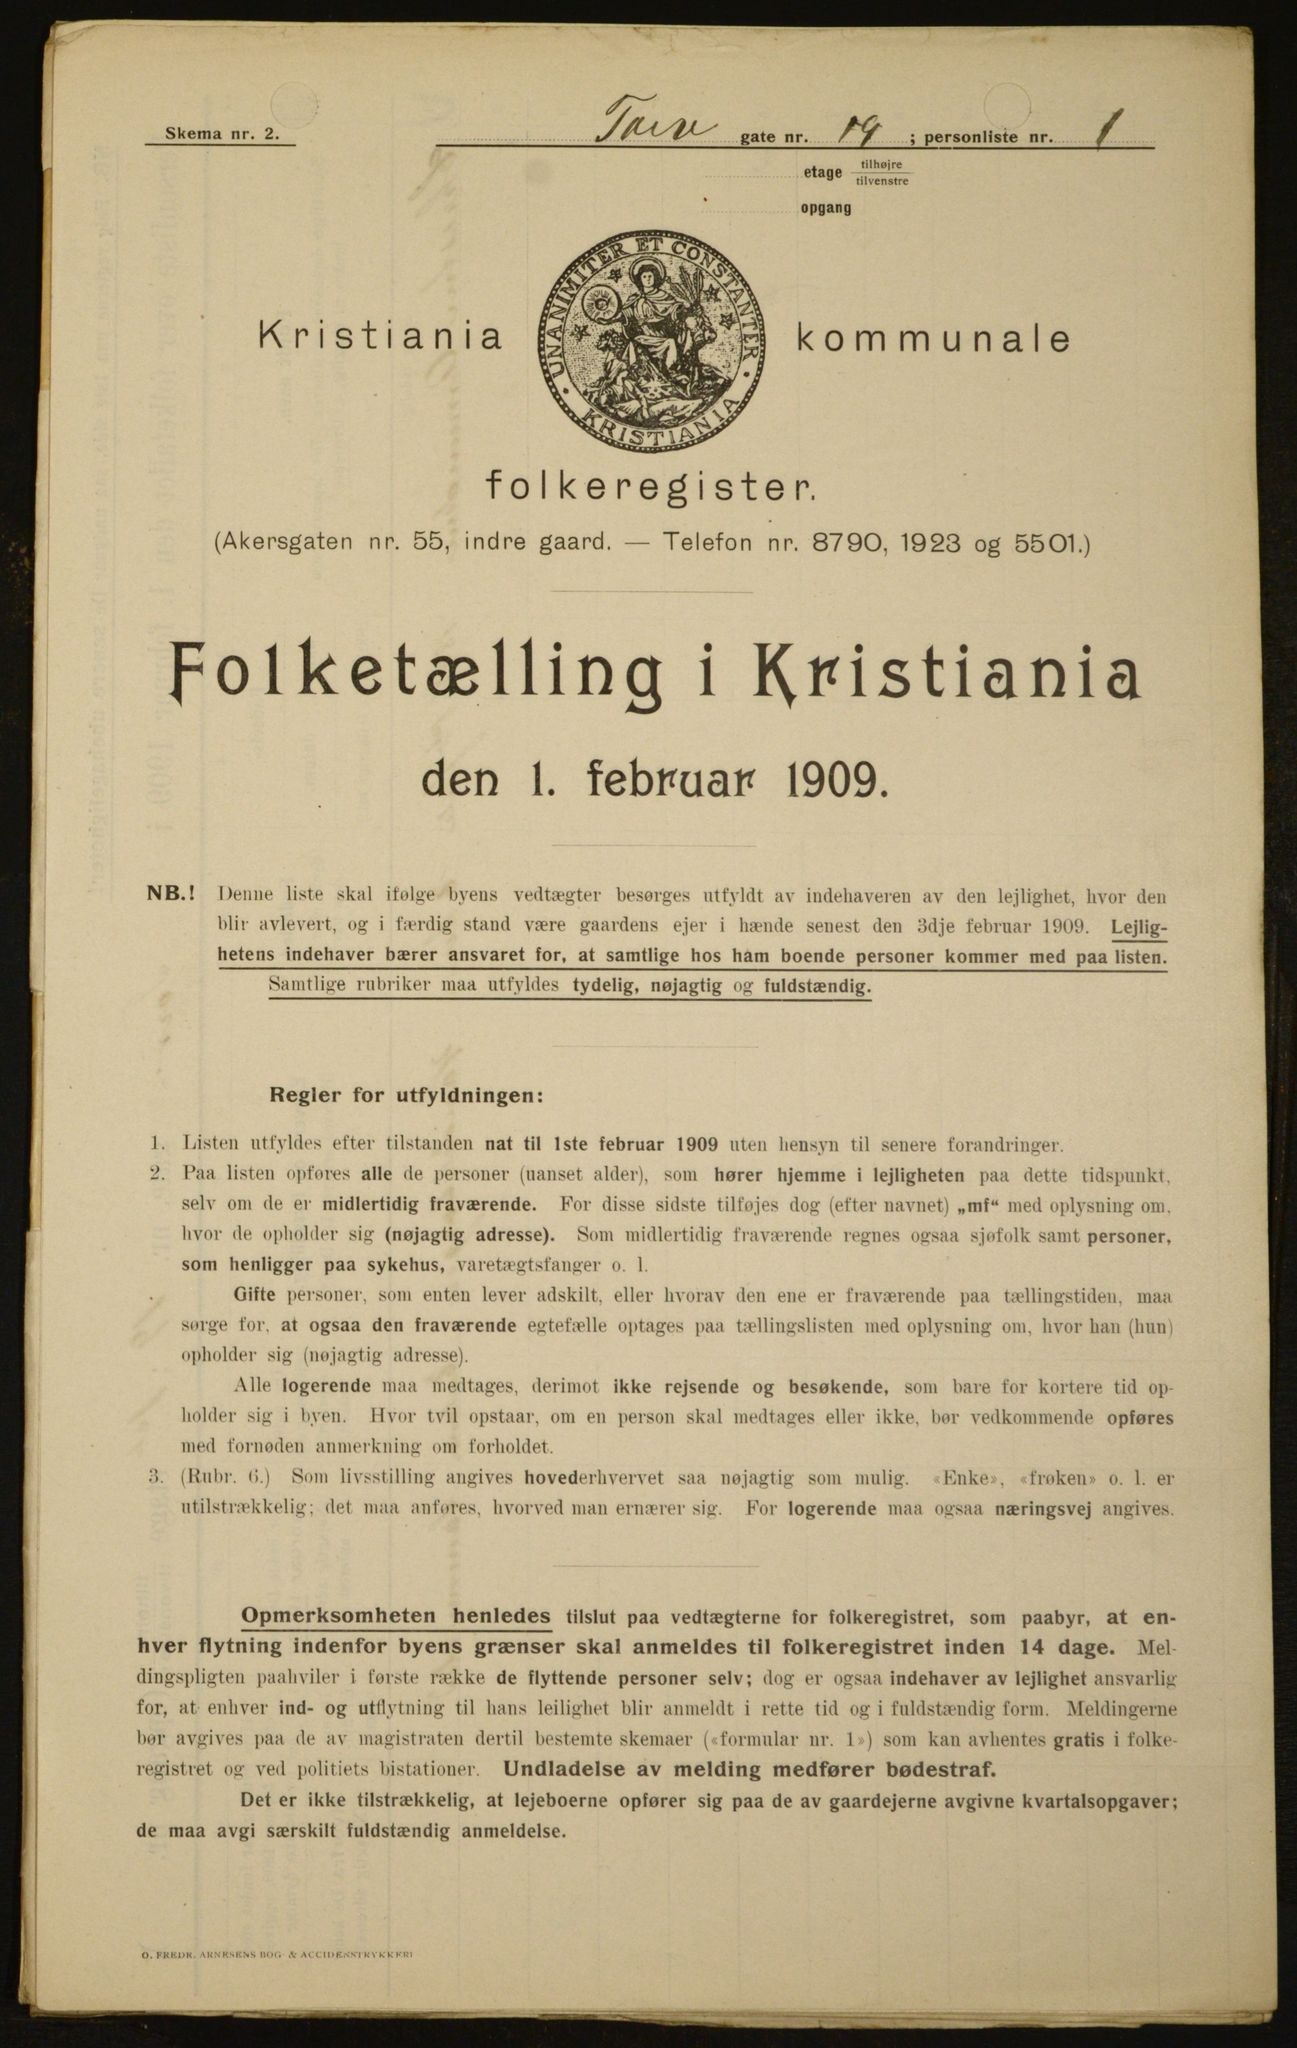 Skema nr. 2.
Torv gate nr. 19 ; personliste nr. 1
etage tilhøjre
tilvenstre
opgang
UNANIMITER ET CONSTANTER
KRISTIANIA
Kristiania kommunale
folkeregister.
(Akersgaten nr. 55, indre gaard. — Telefon nr. 8790, 1923 og 5501.)
Folketælling i Kristiania
den 1. februar 1909.
NB.! Denne liste skal ifølge byens vedtægter besørges utfyldt av indehaveren av den lejlighet, hvor den
blir avlevert, og i færdig stand være gaardens ejer i hænde senest den 3dje februar 1909. Lejlig-
hetens indehaver bærer ansvaret for, at samtlige hos ham boende personer kommer med paa listen.
Samtlige rubriker maa utfyldes tydelig, nøjagtig og fuldstændig.
Regler for utfyldningen:
1. Listen utfyldes efter tilstanden nat til 1ste februar 1909 uten hensyn til senere forandringer.
2. Paa listen opføres alle de personer (uanset alder), som hører hjemme i lejligheten paa dette tidspunkt,
selv om de er midlertidig fraværende. For disse sidste tilføjes dog (efter navnet) „mf“ med oplysning om,
hvor de opholder sig (nøjagtig adresse). Som midlertidig fraværende regnes ogsaa sjøfolk samt personer,
som henligger paa sykehus, varetægtsfanger o. l.
Gifte personer, som enten lever adskilt, eller hvorav den ene er fraværende paa tællingstiden, maa
sørge for, at ogsaa den fraværende egtefælle optages paa tællingslisten med oplysning om, hvor han (hun)
opholder sig (nøjagtig adresse).
Alle logerende maa medtages, derimot ikke rejsende og besøkende, som bare for kortere tid op-
holder sig i byen. Hvor tvil opstaar, om en person skal medtages eller ikke, bør vedkommende opføres
med fornøden anmerkning om forholdet.
3. (Rubr. 6.) Som livsstilling angives hovederhvervet saa nøjagtig som mulig. «Enke», «frøken» o. l. er
utilstrækkelig; det maa anføres, hvorved man ernærer sig. For logerende maa ogsaa næringsvej angives.
Opmerksomheten henledes tilslut paa vedtægterne for folkeregistret, som paabyr, at en-
hver flytning indenfor byens grænser skal anmeldes til folkeregistret inden 14 dage. Mel-
dingspligten paahviler i første række de flyttende personer selv; dog er ogsaa indehaver av lejlighet ansvarlig
for, at enhver ind- og utflytning til hans leilighet blir anmeldt i rette tid og i fuldstændig form. Meldingerne
bør avgives paa de av magistraten dertil bestemte skemaer («formular nr. 1») som kan avhentes gratis i folke-
registret og ved politiets bistationer. Undladelse av melding medfører bødestraf.
Det er ikke tilstrækkelig, at lejeboerne opfører sig paa de av gaardejerne avgivne kvartalsopgaver;
de maa avgi særskilt fuldstændig anmeldelse.
O. FREDR. ARNESENS BOG- & ACCIDENSTRYKKERI